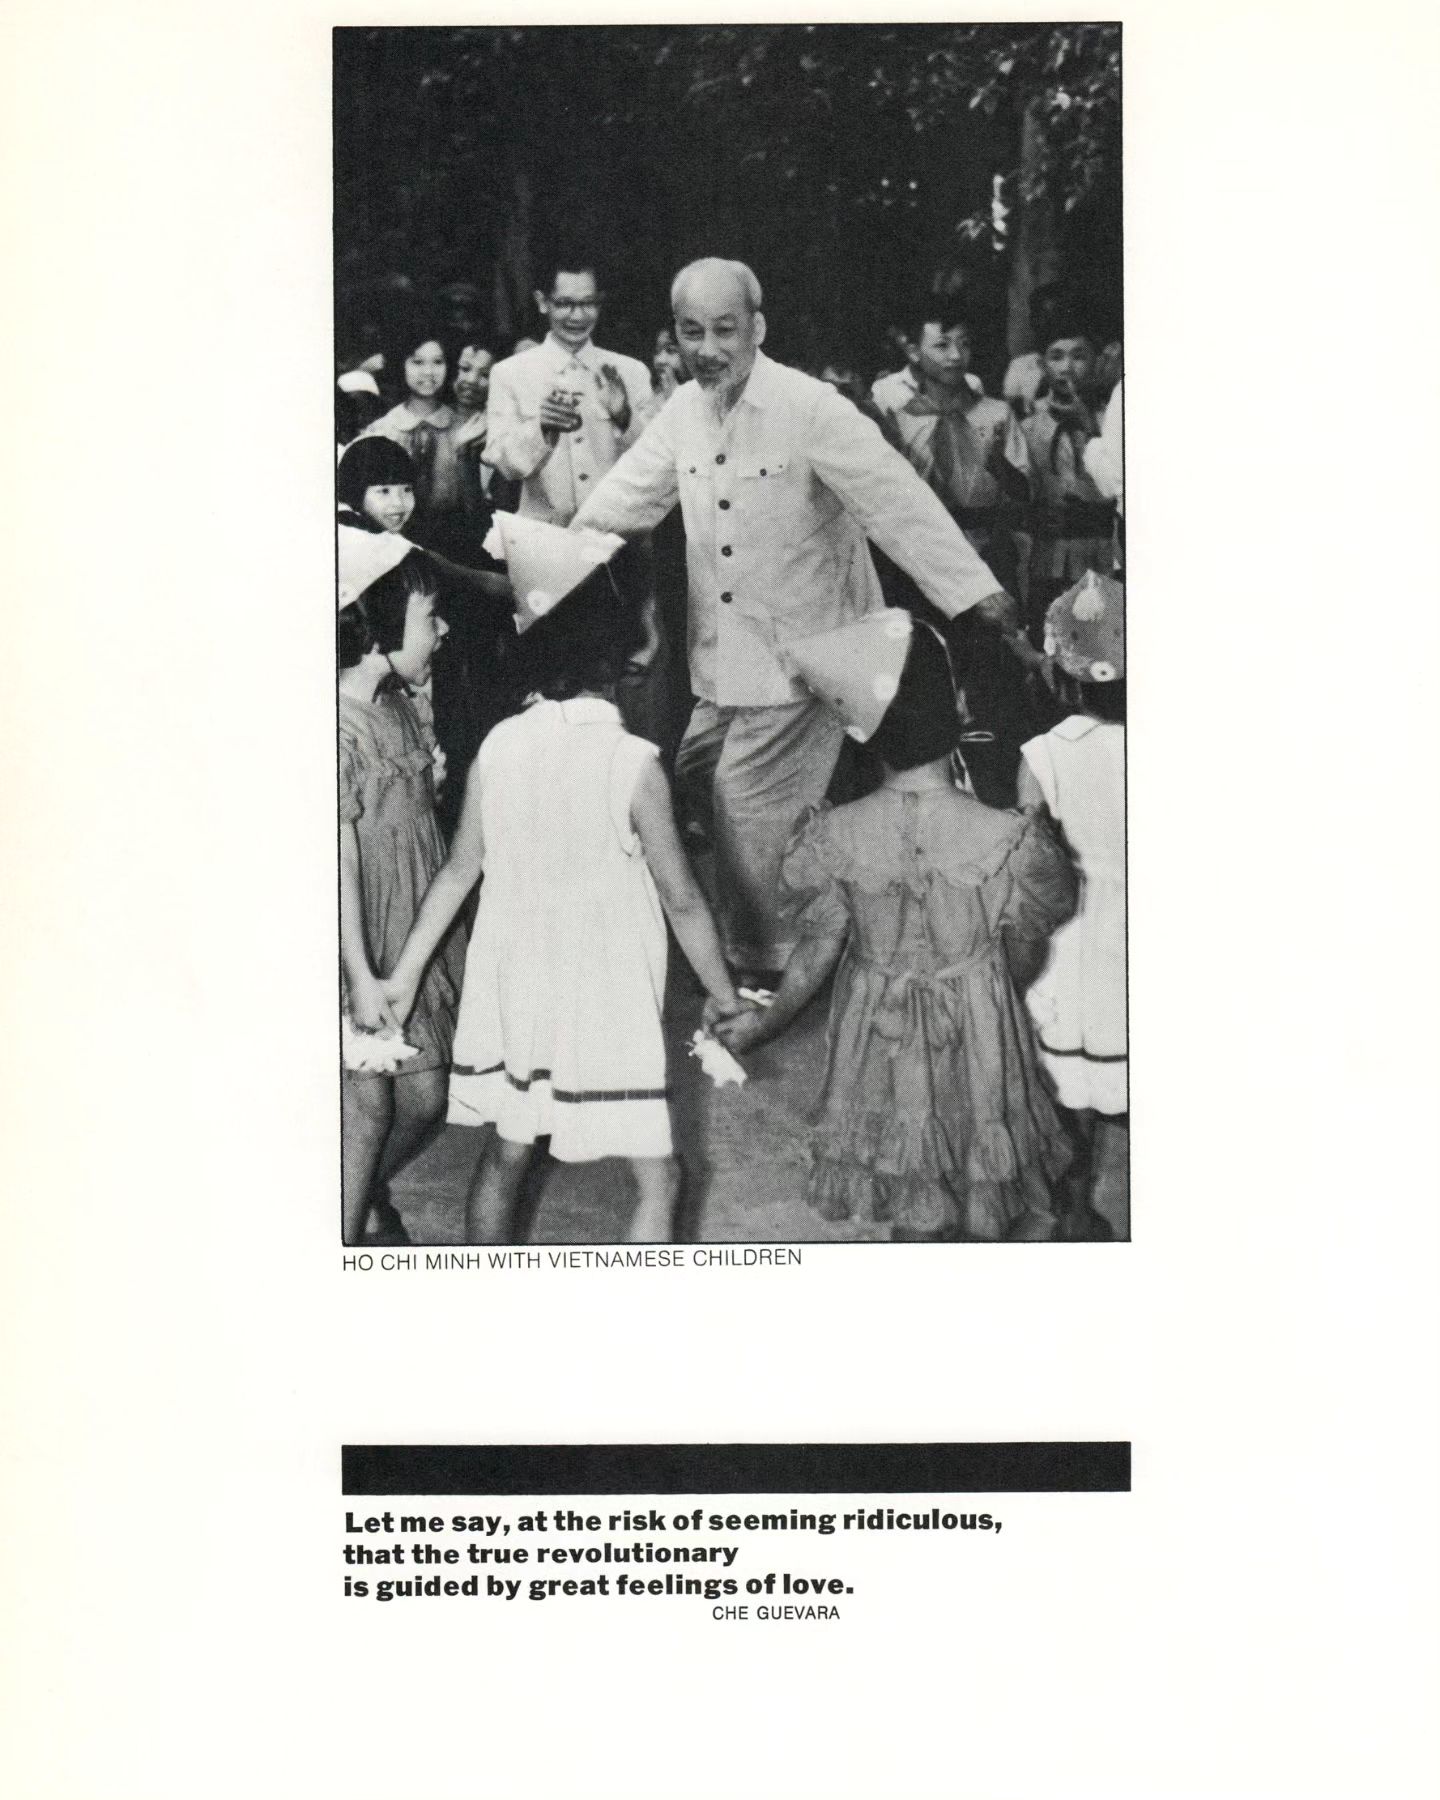 HO CHI MINH WITH VIETNAMESE CHILDREN
Let me say, at the risk of seeming ridiculous,
that the true revolutionary
is guided by great feelings of love.
CHE GUEVARA